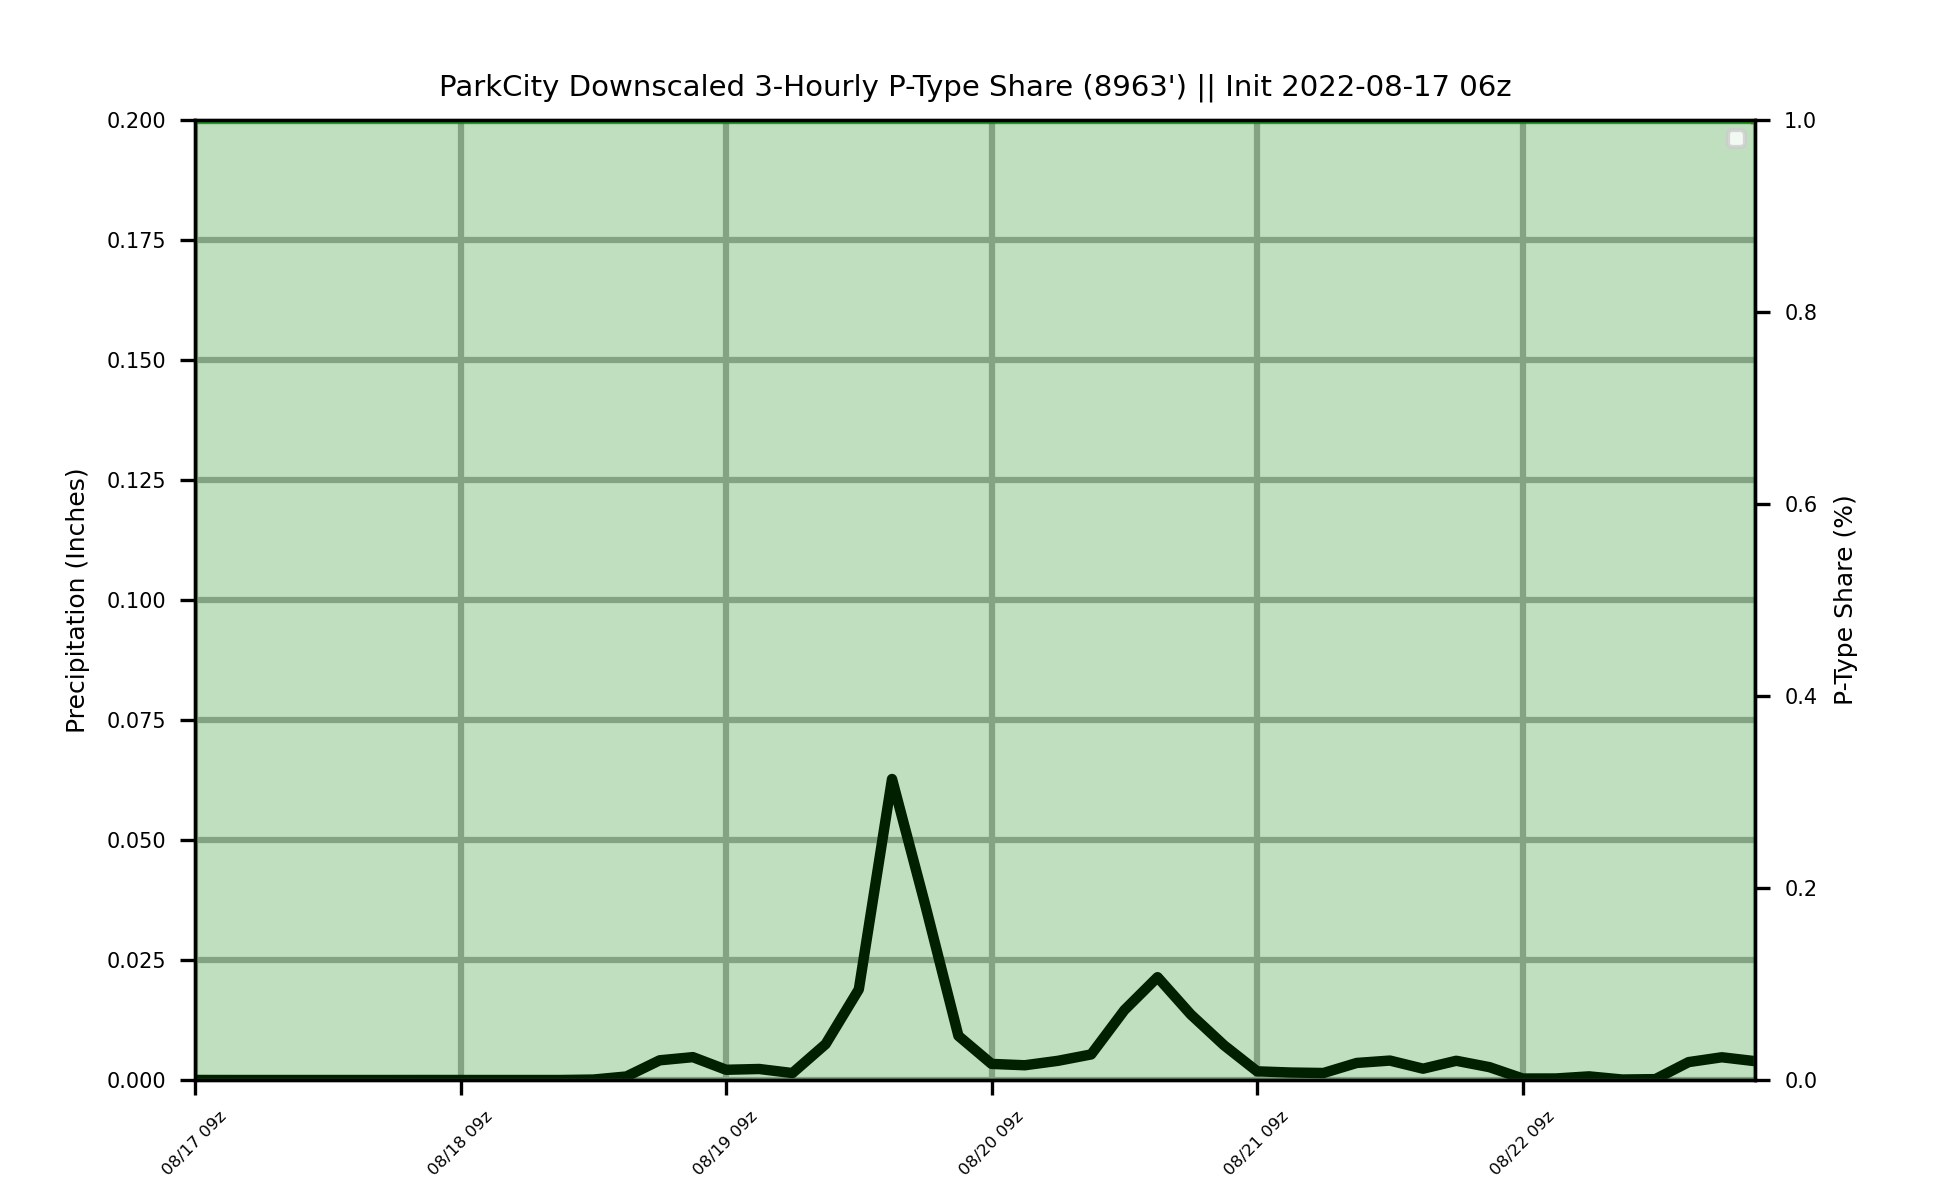 ParkCity Downscaled 3-Hourly P-Type Share (8963') || Init 2022-08-17 06z
0.200
0.175
0.150
0.125
0.100
0.075
0.050
0.025
0.000
Precipitation (Inches)
1.0
0.8
0.6
0.4
0.2
0.0
P-Type Share (%)
08/17 09z
08/18 09z
08/19 09z
08/20 09z
08/21 09z
08/22 09z